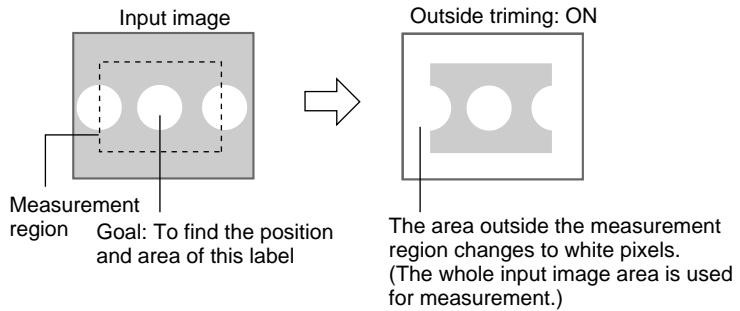 Input image
Outside triming: ON
Measurement
region
Goal: To find the position
and area of this label
The area outside the measurement
region changes to white pixels.
(The whole input image area is used
for measurement.)